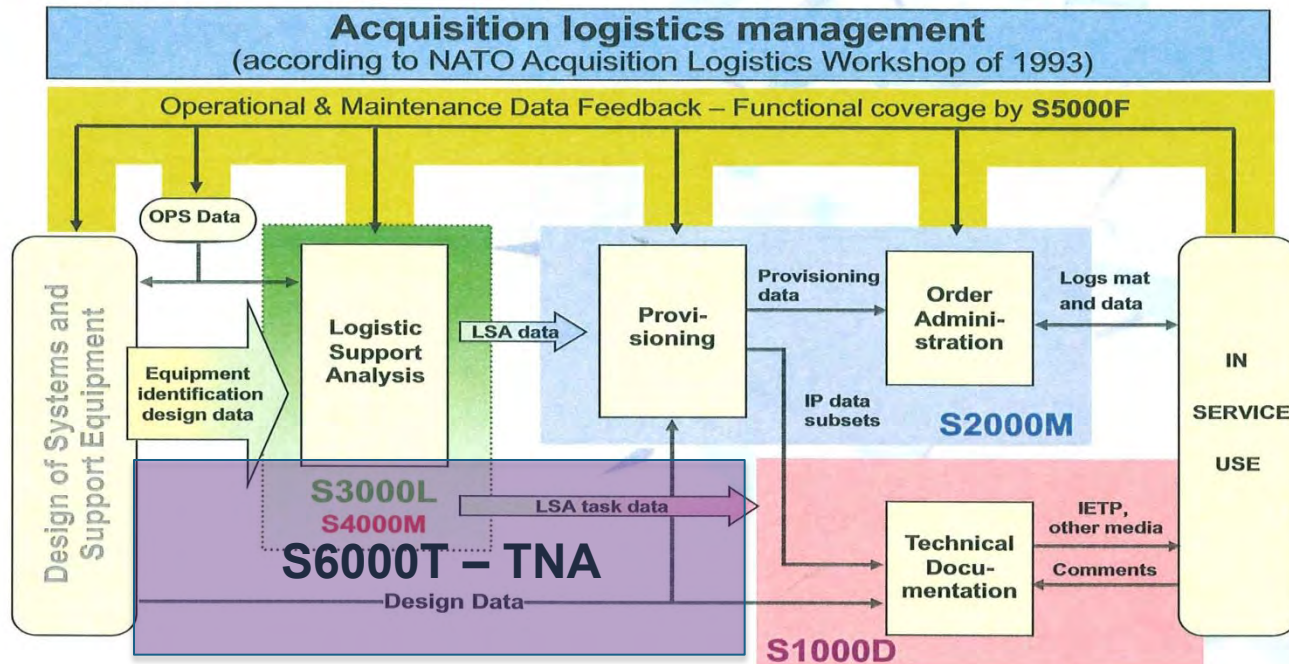 Acquisition logistics management
(according to NATO Acquisition Logistics Workshop of 1993)
Operational & Maintenance Data Feedback – Functional coverage by S5000F
OPS Data
Design of Systems and
Support Equipment
Equipment
identification
design data
Logistic
Support
Analysis
LSA data
Provi-
sioning
Provisioning
data
Order
Admini-
stration
Logs mat
and data
IN
SERVICE
USE
IP data
subsets
S2000M
S3000L
S4000M
LSA task data
S6000T – TNA
Design Data
Technical
Docu-
mentation
IETP,
other media
Comments
S1000D